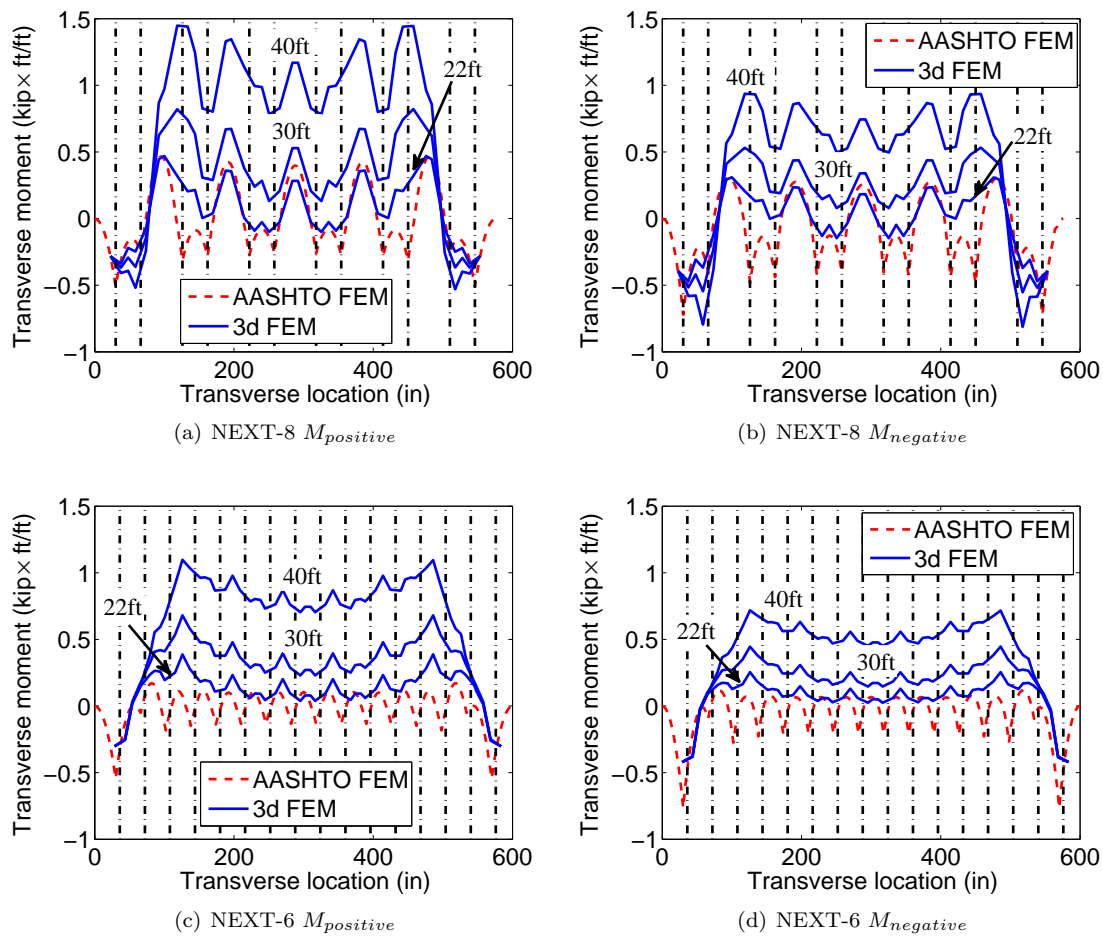 1.5
1
0.5
0
−0.5
−1
0
200
400
600
Transverse moment (kip× ft/ft)
Transverse location (in)
40ft
30ft
22ft
AASHTO FEM
3d FEM
(a) NEXT-8 Mpositive
1.5
1
0.5
0
−0.5
−1
0
200
400
600
Transverse moment (kip× ft/ft)
Transverse location (in)
AASHTO FEM
3d FEM
40ft
22ft
30ft
(b) NEXT-8 Mnegative
1.5
1
0.5
0
−0.5
−1
0
200
400
600
Transverse moment (kip× ft/ft)
Transverse location (in)
40ft
22ft
30ft
AASHTO FEM
3d FEM
(c) NEXT-6 Mpositive
1.5
1
0.5
0
−0.5
−1
0
200
400
600
Transverse moment (kip× ft/ft)
Transverse location (in)
AASHTO FEM
3d FEM
40ft
22ft
30ft
(d) NEXT-6 Mnegative